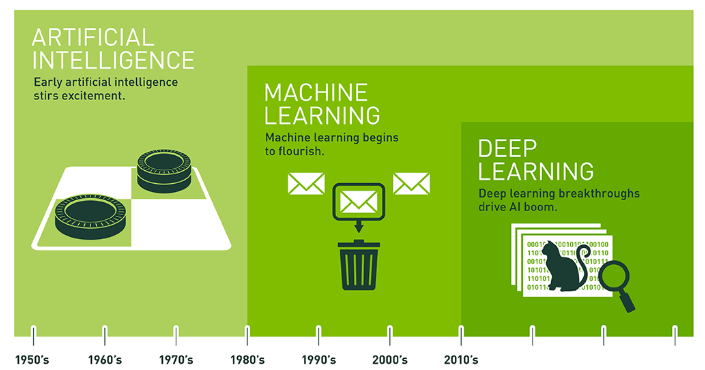 ARTIFICIAL
INTELLIGENCE
Early artificial intelligence
stirs excitement.
MACHINE
LEARNING
Machine learning begins
to flourish.
DEEP
LEARNING
Deep learning breakthroughs
drive AI boom.
1950's
1960's
1970's
1980's
1990's
2000's
2010's